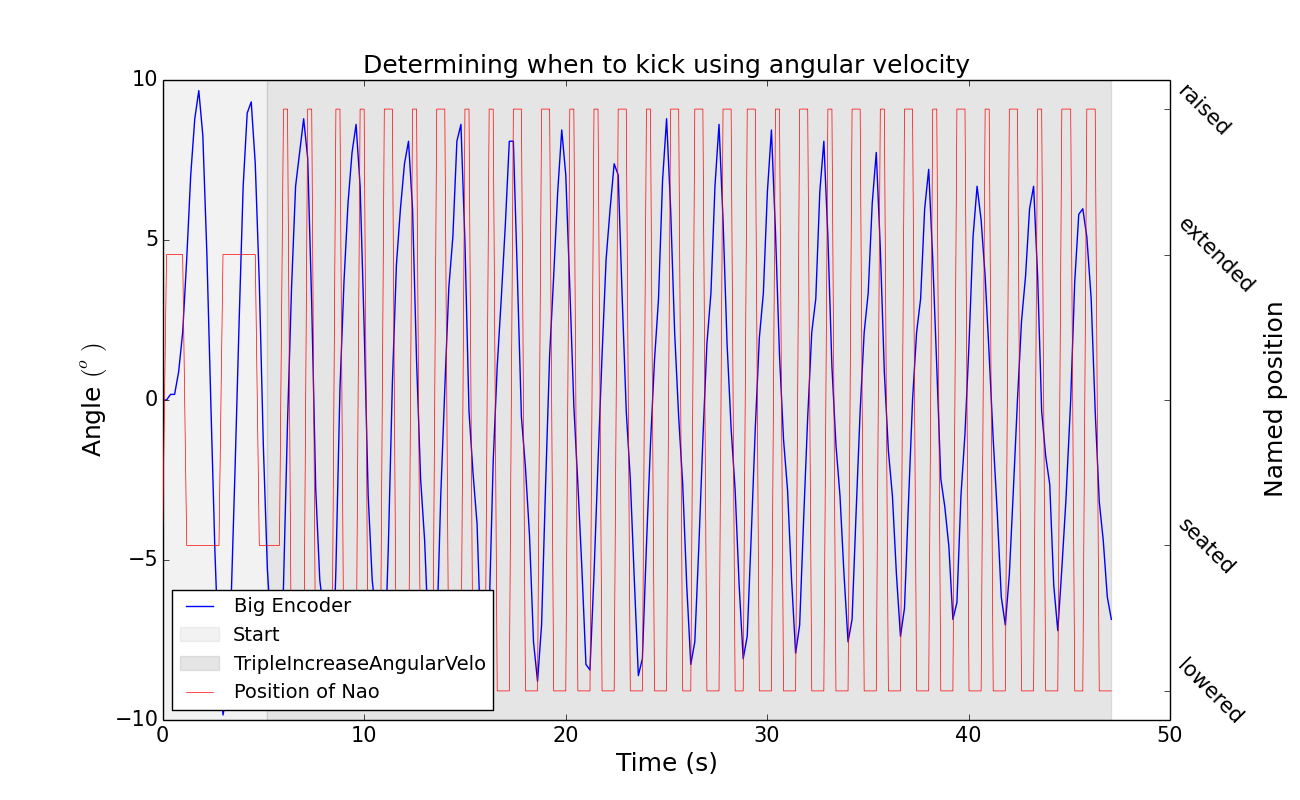 Determining when to kick using angular velocity
10
5
0
−5
−10
Angle (°)
0
10
20
30
40
50
Time (s)
raised
extended
seated
lowered
Named position
Big Encoder
Start
TripleIncreaseAngularVelo
Position of Nao